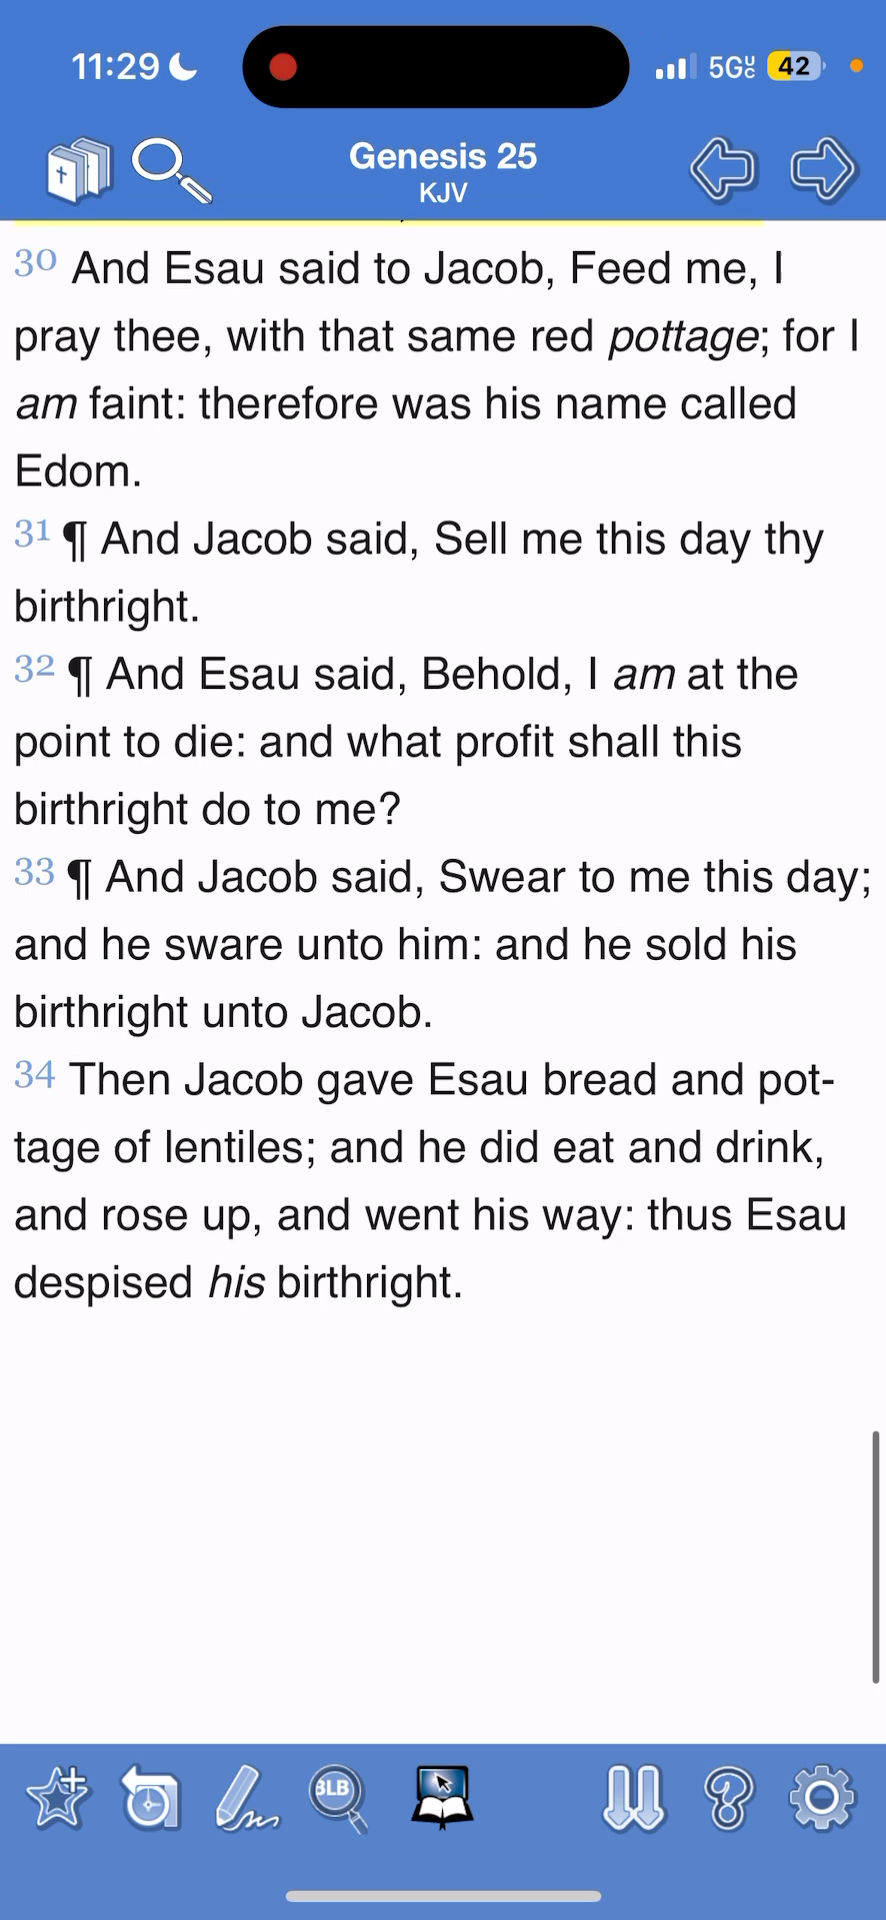 11:29
5G UC 42
Genesis 25
KJV
30 And Esau said to Jacob, Feed me, I
pray thee, with that same red pottage; for I
am faint: therefore was his name called
Edom.
31 ¶ And Jacob said, Sell me this day thy
birthright.
32 ¶ And Esau said, Behold, I am at the
point to die: and what profit shall this
birthright do to me?
33 ¶ And Jacob said, Swear to me this day;
and he sware unto him: and he sold his
birthright unto Jacob.
34 Then Jacob gave Esau bread and pot-
tage of lentiles; and he did eat and drink,
and rose up, and went his way: thus Esau
despised his birthright.
BLB